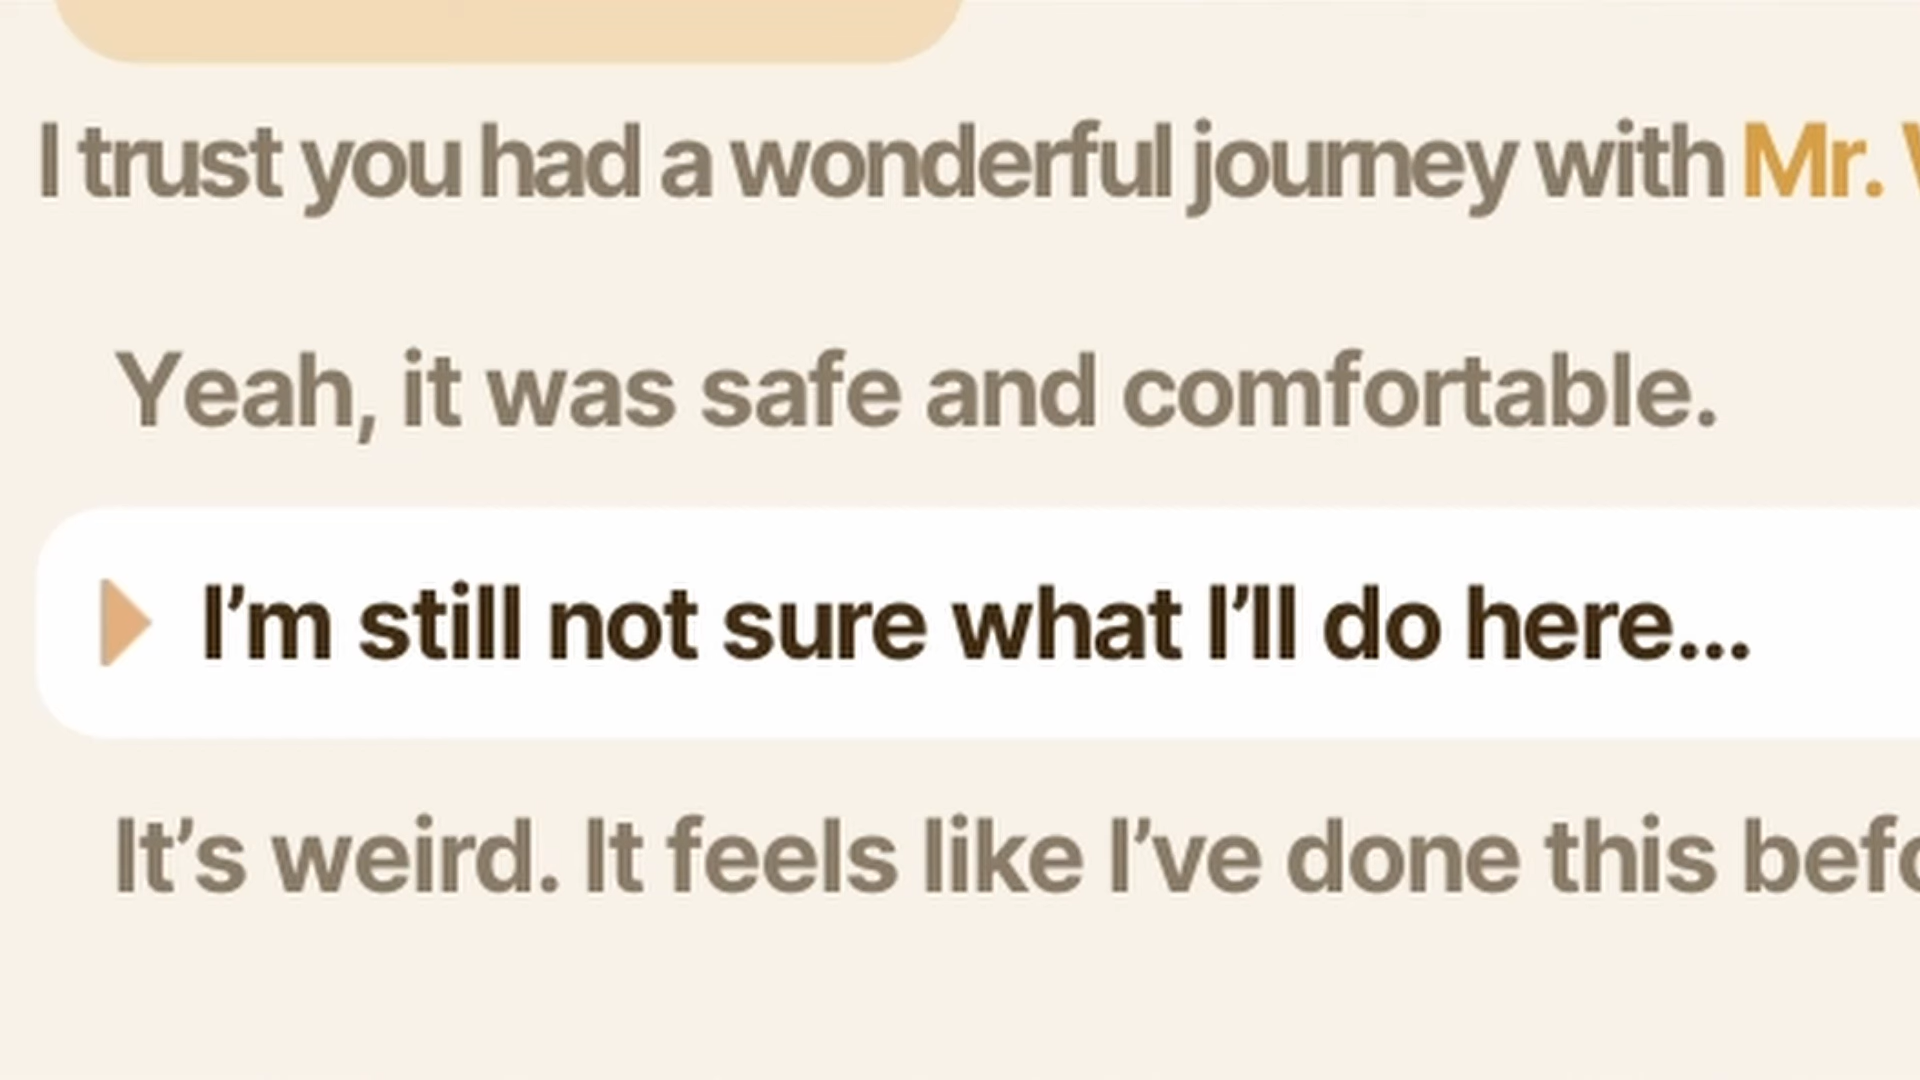 I trust you had a wonderful journey with Mr.
Yeah, it was safe and comfortable.
I'm still not sure what I'll do here...
It's weird. It feels like I've done this